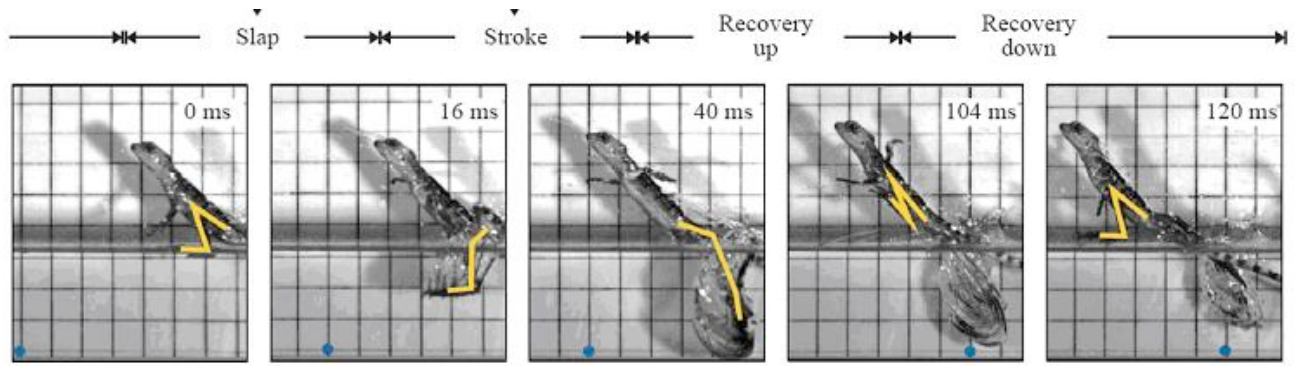 Slap
Stroke
Recovery
up
Recovery
down
0 ms
16 ms
40 ms
104 ms
120 ms